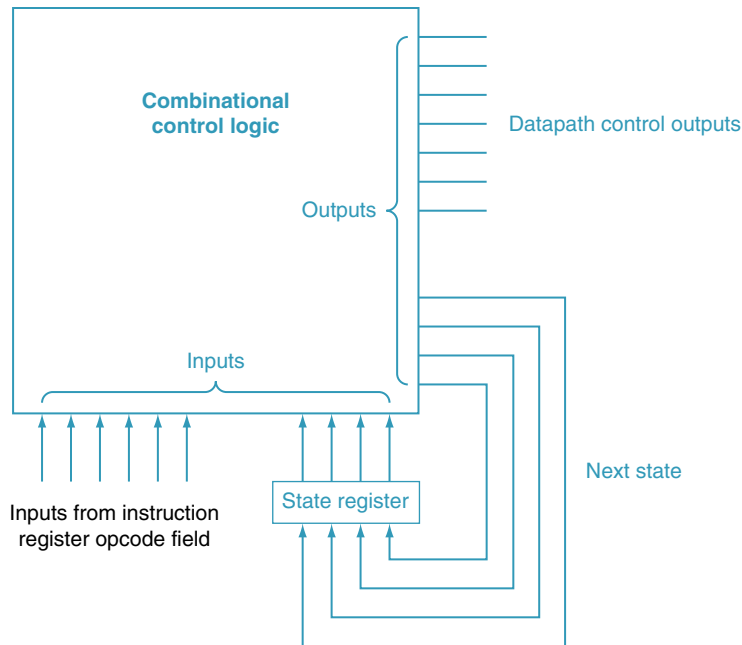 Combinational
control logic
Datapath control outputs
Outputs
Inputs
Next state
State register
Inputs from instruction
register opcode field